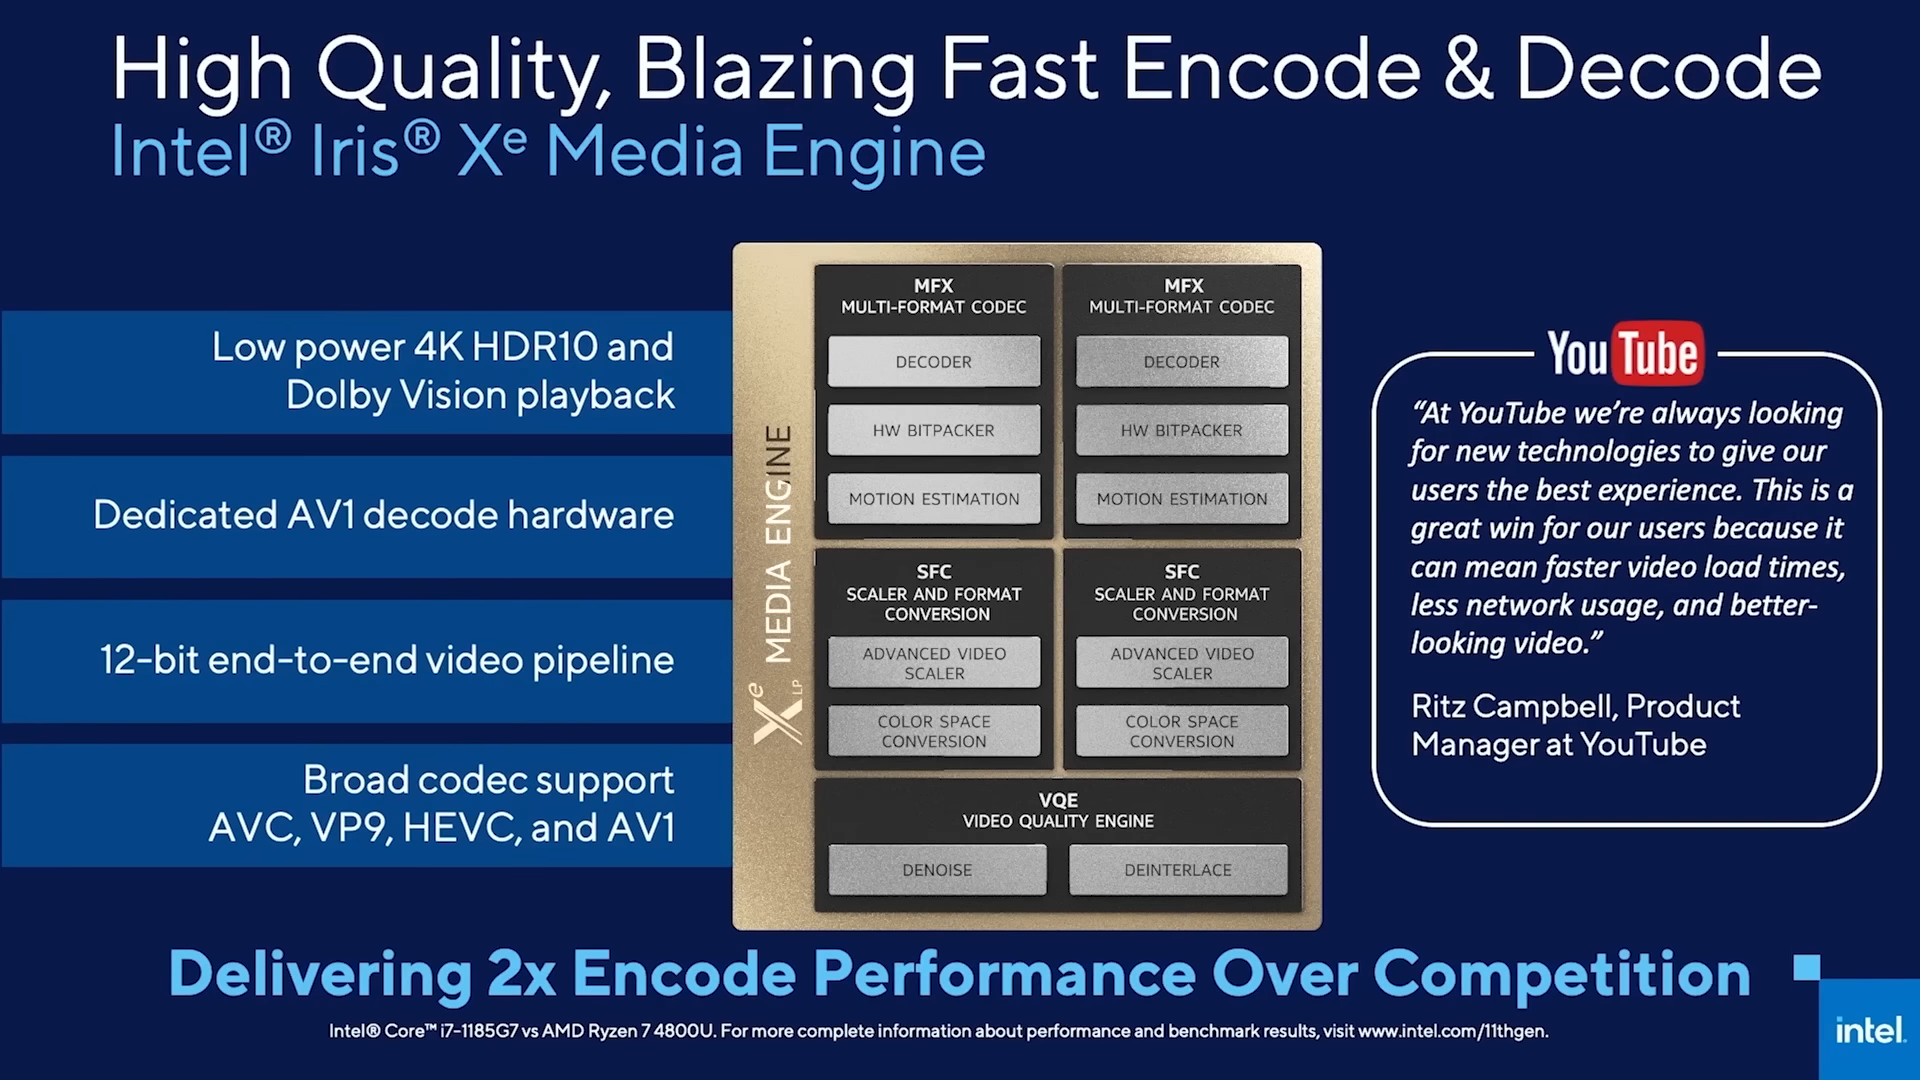 High Quality, Blazing Fast Encode & Decode
Intel® Iris® Xe Media Engine
Low power 4K HDR10 and
Dolby Vision playback
Dedicated AV1 decode hardware
12-bit end-to-end video pipeline
Broad codec support
AVC, VP9, HEVC, and AV1
Xe LP MEDIA ENGINE
MFX
MULTI-FORMAT CODEC
DECODER
HW BITPACKER
MOTION ESTIMATION
MFX
MULTI-FORMAT CODEC
DECODER
HW BITPACKER
MOTION ESTIMATION
SFC
SCALER AND FORMAT
CONVERSION
ADVANCED VIDEO
SCALER
COLOR SPACE
CONVERSION
SFC
SCALER AND FORMAT
CONVERSION
ADVANCED VIDEO
SCALER
COLOR SPACE
CONVERSION
VQE
VIDEO QUALITY ENGINE
DENOISE
DEINTERLACE
YouTube
“At YouTube we’re always looking
for new technologies to give our
users the best experience. This is a
great win for our users because it
can mean faster video load times,
less network usage, and better-
looking video.”
Ritz Campbell, Product
Manager at YouTube
Delivering 2x Encode Performance Over Competition
Intel® Core™ i7-1185G7 vs AMD Ryzen 7 4800U. For more complete information about performance and benchmark results, visit www.intel.com/11thgen.
intel.